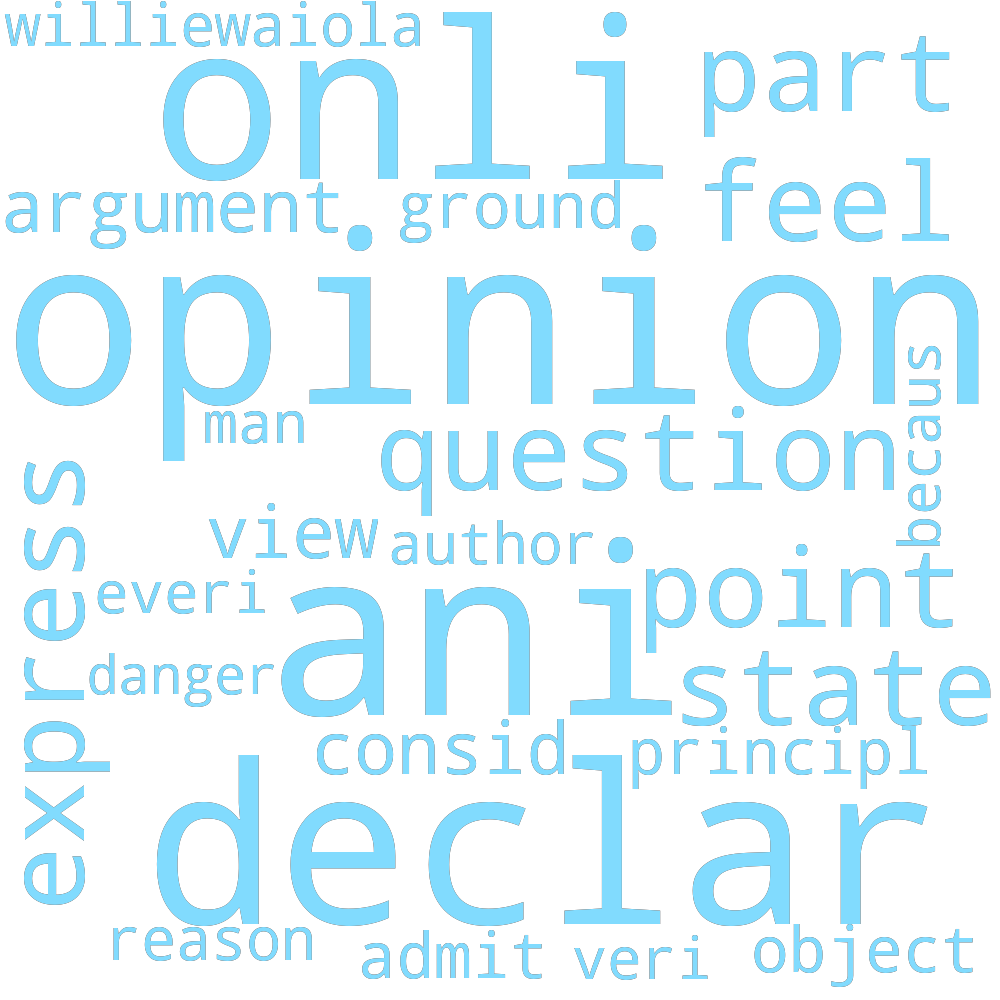 williewaiola
onli
part
argument
ground
feel
opinion
because
man
question
express
view
author
everi
ani
point
danger
state
consid
principl
declar
reason
admit
veri
object